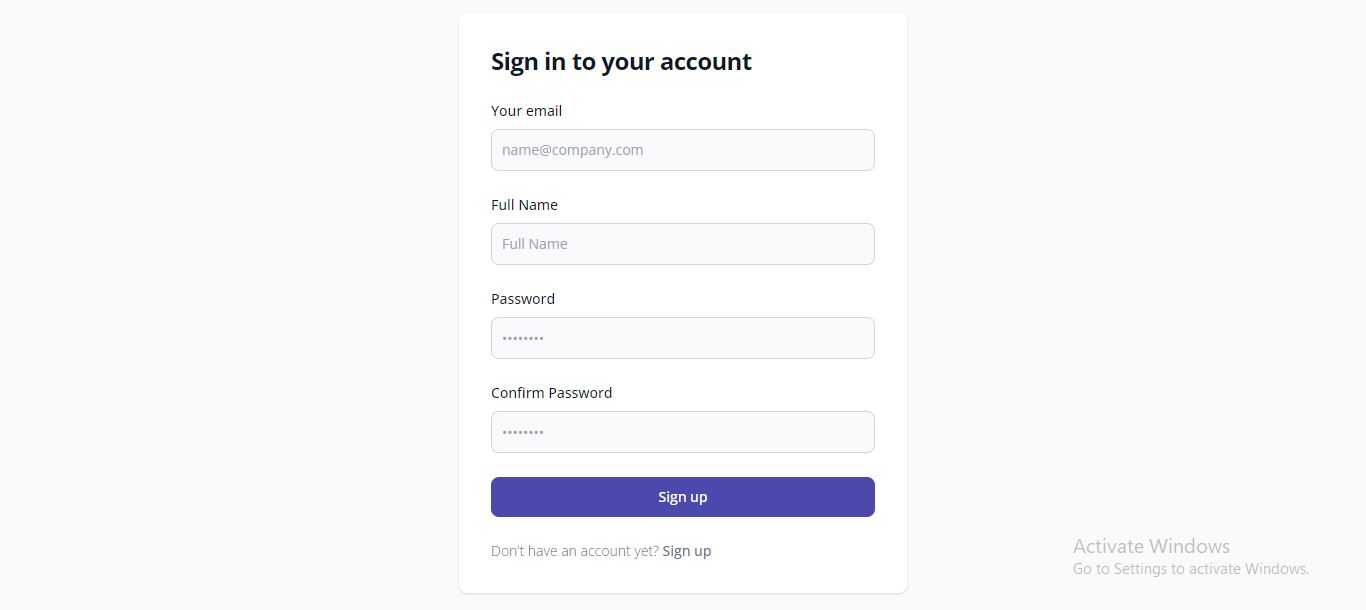 Sign in to your account
Your email
name@company.com
Full Name
Full Name
Password
••••••••
Confirm Password
••••••••
Sign up
Don't have an account yet? Sign up
Activate Windows
Go to Settings to activate Windows.